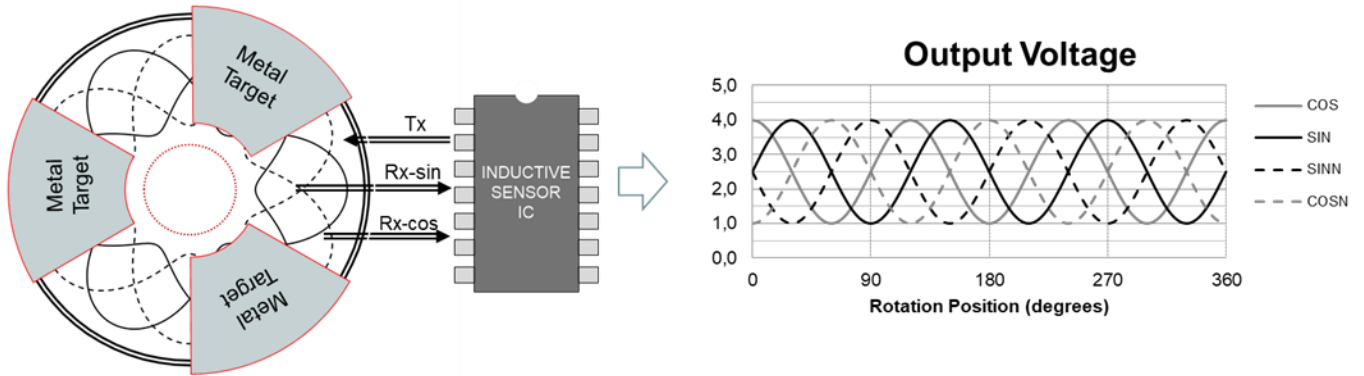 Metal
Target
Metal
Target
Metal
Target
Tx
Rx-sin
Rx-cos
INDUCTIVE
SENSOR
IC
Output Voltage
5,0
4,0
3,0
2,0
1,0
0,0
0
90
180
270
360
Rotation Position (degrees)
COS
SIN
SINN
COSN